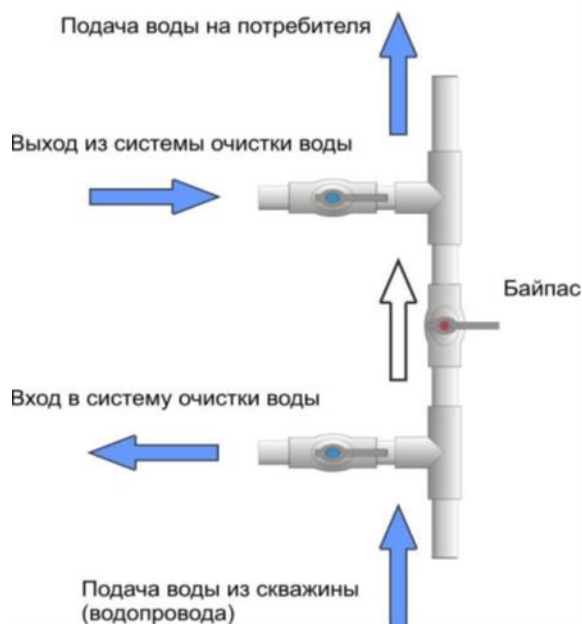 Подача воды на потребителя
Выход из системы очистки воды
Байпас
Вход в систему очистки воды
Подача воды из скважины
(водопровода)